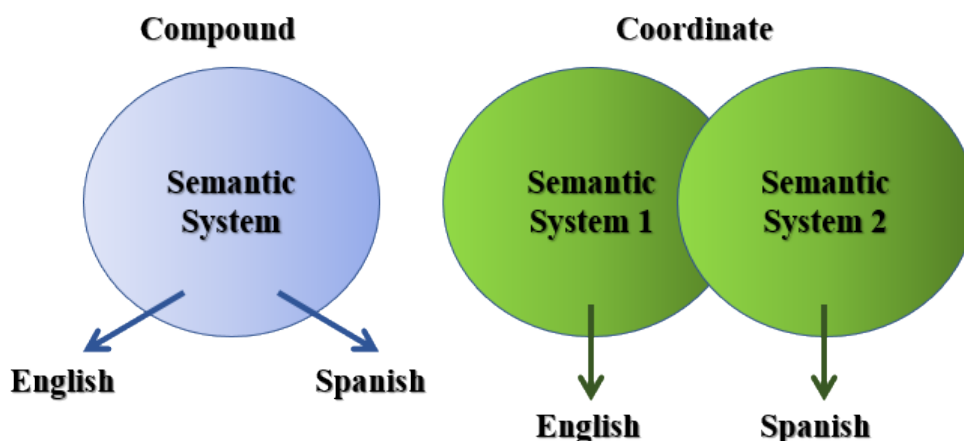 Compound
Semantic
System
English
Spanish
Coordinate
Semantic
System 1
Semantic
System 2
English
Spanish